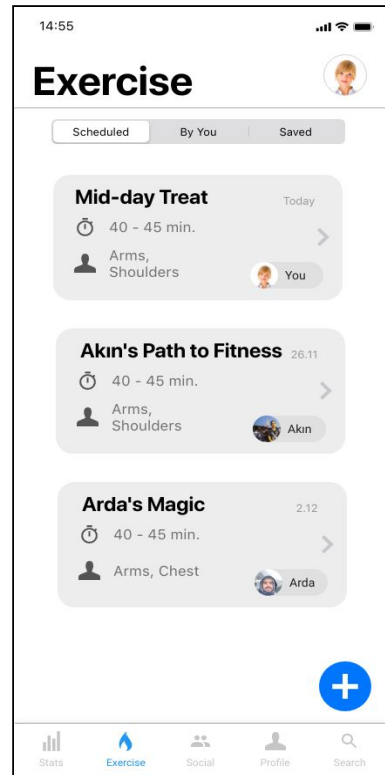 14:55
Exercise
Scheduled By You Saved
Mid-day Treat Today
40 - 45 min.
Arms,
Shoulders
You
Akın's Path to Fitness 26.11
40 - 45 min.
Arms,
Shoulders
Akın
Arda's Magic 2.12
40 - 45 min.
Arms, Chest
Arda
Stats Exercise Social Profile Search